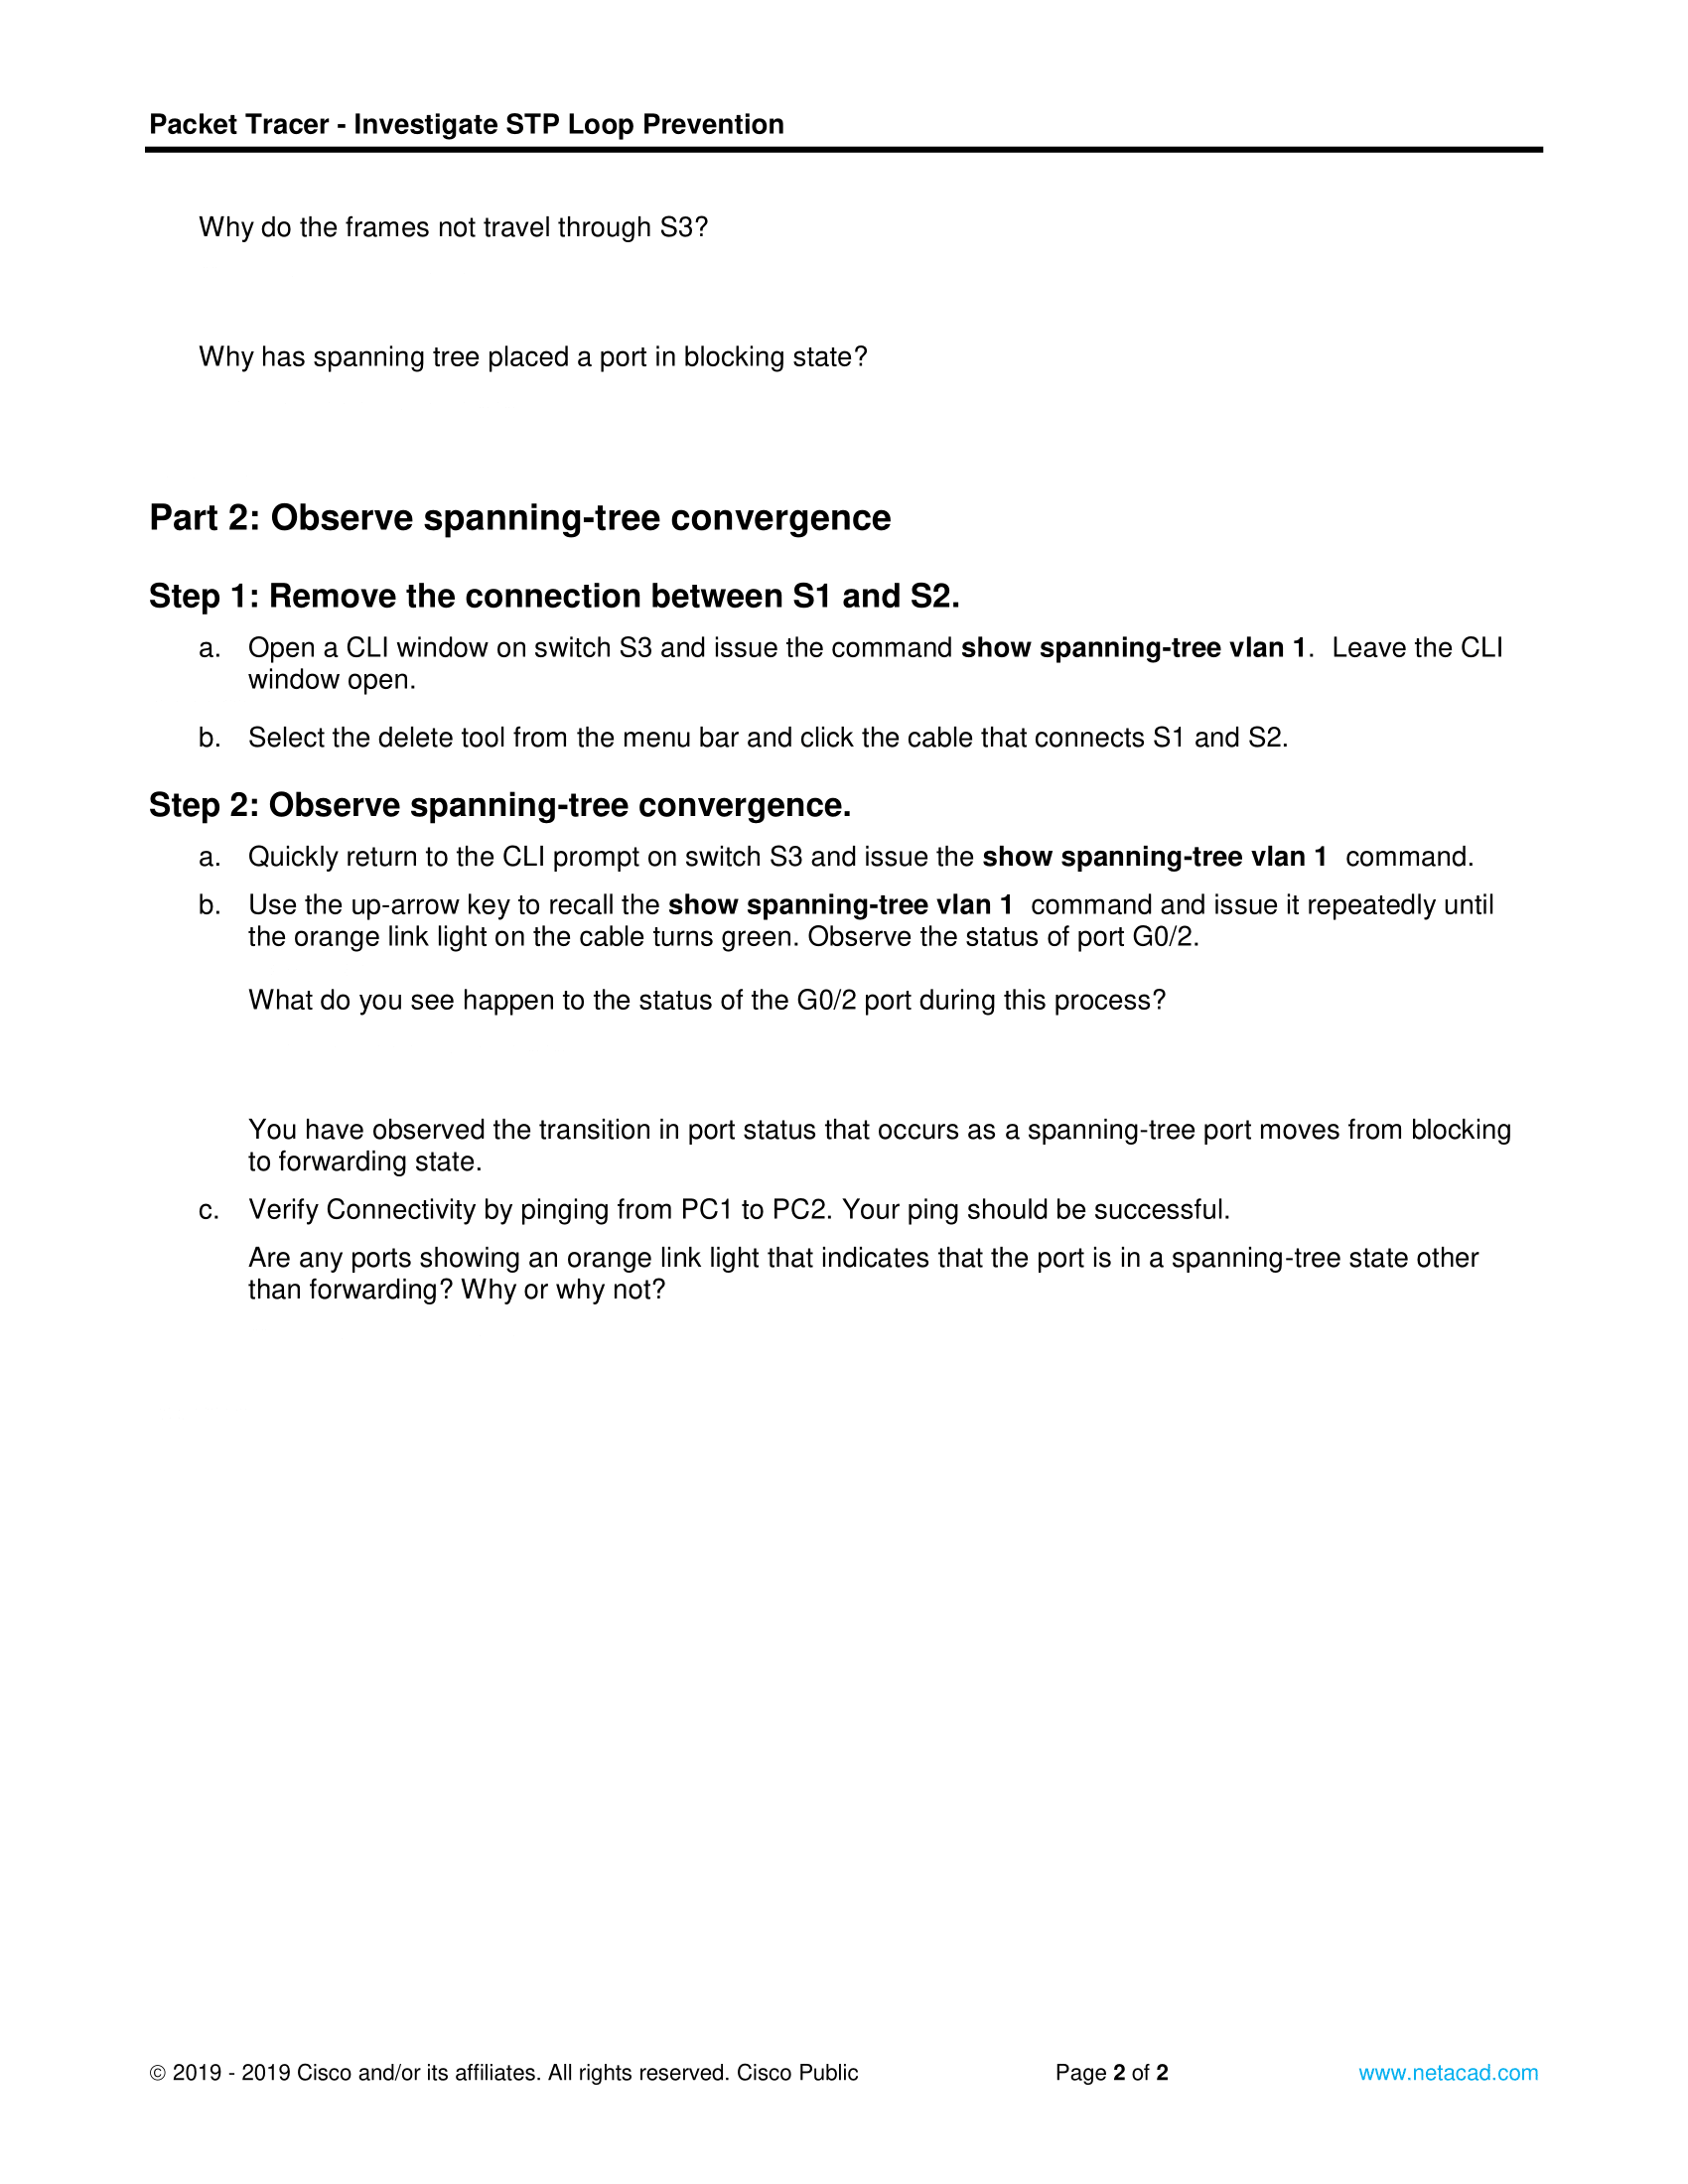 Packet Tracer - Investigate STP Loop Prevention
Why do the frames not travel through S3?
Why has spanning tree placed a port in blocking state?
Part 2: Observe spanning-tree convergence
Step 1: Remove the connection between S1 and S2.
a. Open a CLI window on switch S3 and issue the command show spanning-tree vlan 1. Leave the CLI
window open.
b. Select the delete tool from the menu bar and click the cable that connects S1 and S2.
Step 2: Observe spanning-tree convergence.
a. Quickly return to the CLI prompt on switch S3 and issue the show spanning-tree vlan 1 command.
b. Use the up-arrow key to recall the show spanning-tree vlan 1 command and issue it repeatedly until
the orange link light on the cable turns green. Observe the status of port G0/2.
What do you see happen to the status of the G0/2 port during this process?
You have observed the transition in port status that occurs as a spanning-tree port moves from blocking
to forwarding state.
c. Verify Connectivity by pinging from PC1 to PC2. Your ping should be successful.
Are any ports showing an orange link light that indicates that the port is in a spanning-tree state other
than forwarding? Why or why not?
© 2019 - 2019 Cisco and/or its affiliates. All rights reserved. Cisco Public Page 2 of 2 www.netacad.com